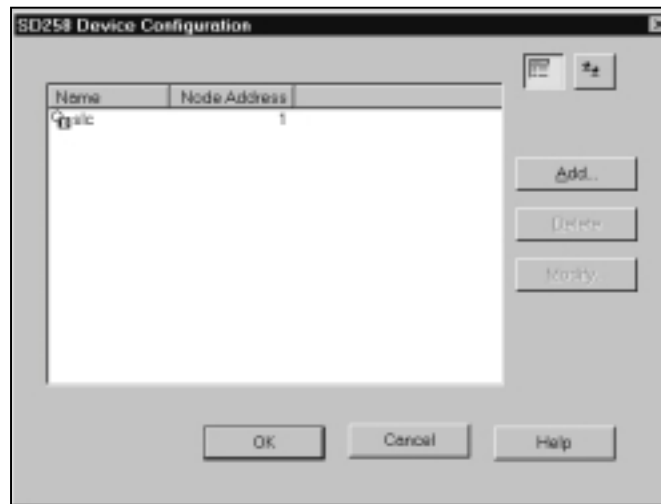 SD258 Device Configuration
Name Node Address
slc 1
Add...
Delete
Modify...
OK Cancel Help